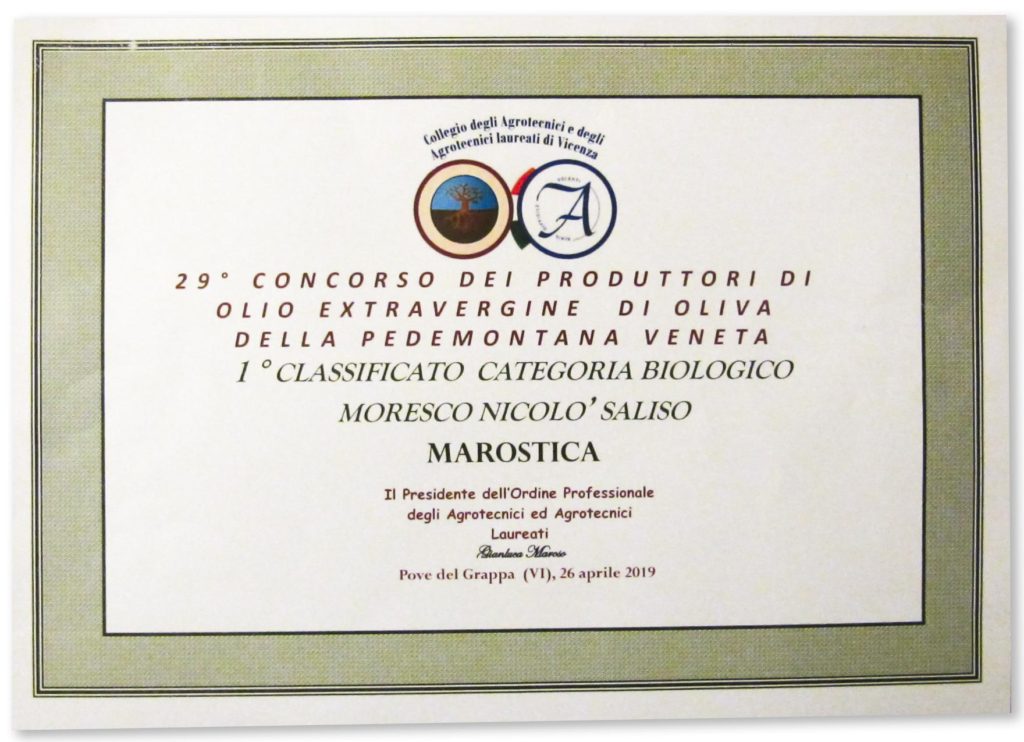 Collegio degli Agrotecnici e degli
Agrotecnici laureati di Vicenza
A
29° CONCORSO DEI PRODUTTORI DI
OLIO EXTRAVERGINE DI OLIVA
DELLA PEDEMONTANA VENETA
1° CLASSIFICATO CATEGORIA BIOLOGICO
MORESCO NICOLO' SALISO
MAROSTICA
Il Presidente dell'Ordine Professionale
degli Agrotecnici ed Agrotecnici
Laureati
Gianluca Maroso
Pove del Grappa (VI), 26 aprile 2019